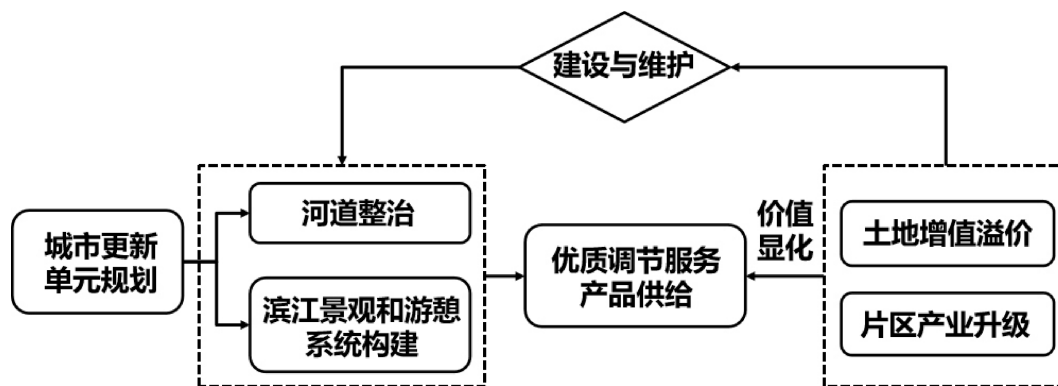 建设与维护
城市更新
单元规划
河道整治
滨江景观和游憩
系统构建
优质调节服务
产品供给
价值
显化
土地增值溢价
片区产业升级